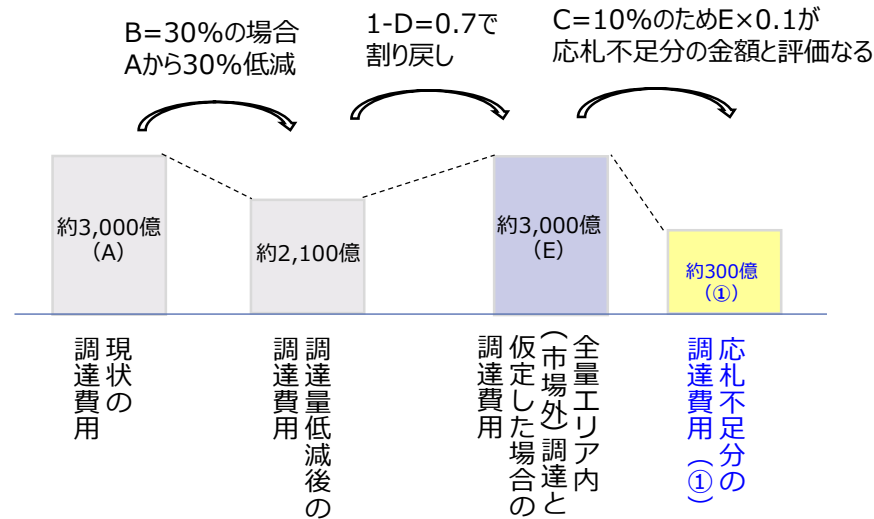 B=30%の場合
Aから30%低減
1-D=0.7で
割り戻し
C=10%のためE×0.1が
応札不足分の金額と評価なる
約3,000億
（A）
約2,100億
約3,000億
（E）
約300億
（①）
現状の
調達費用
調達量低減後の
調達費用
全量エリア内
（市場外）調達と
仮定した場合の
調達費用
応札不足分の
調達費用（①）